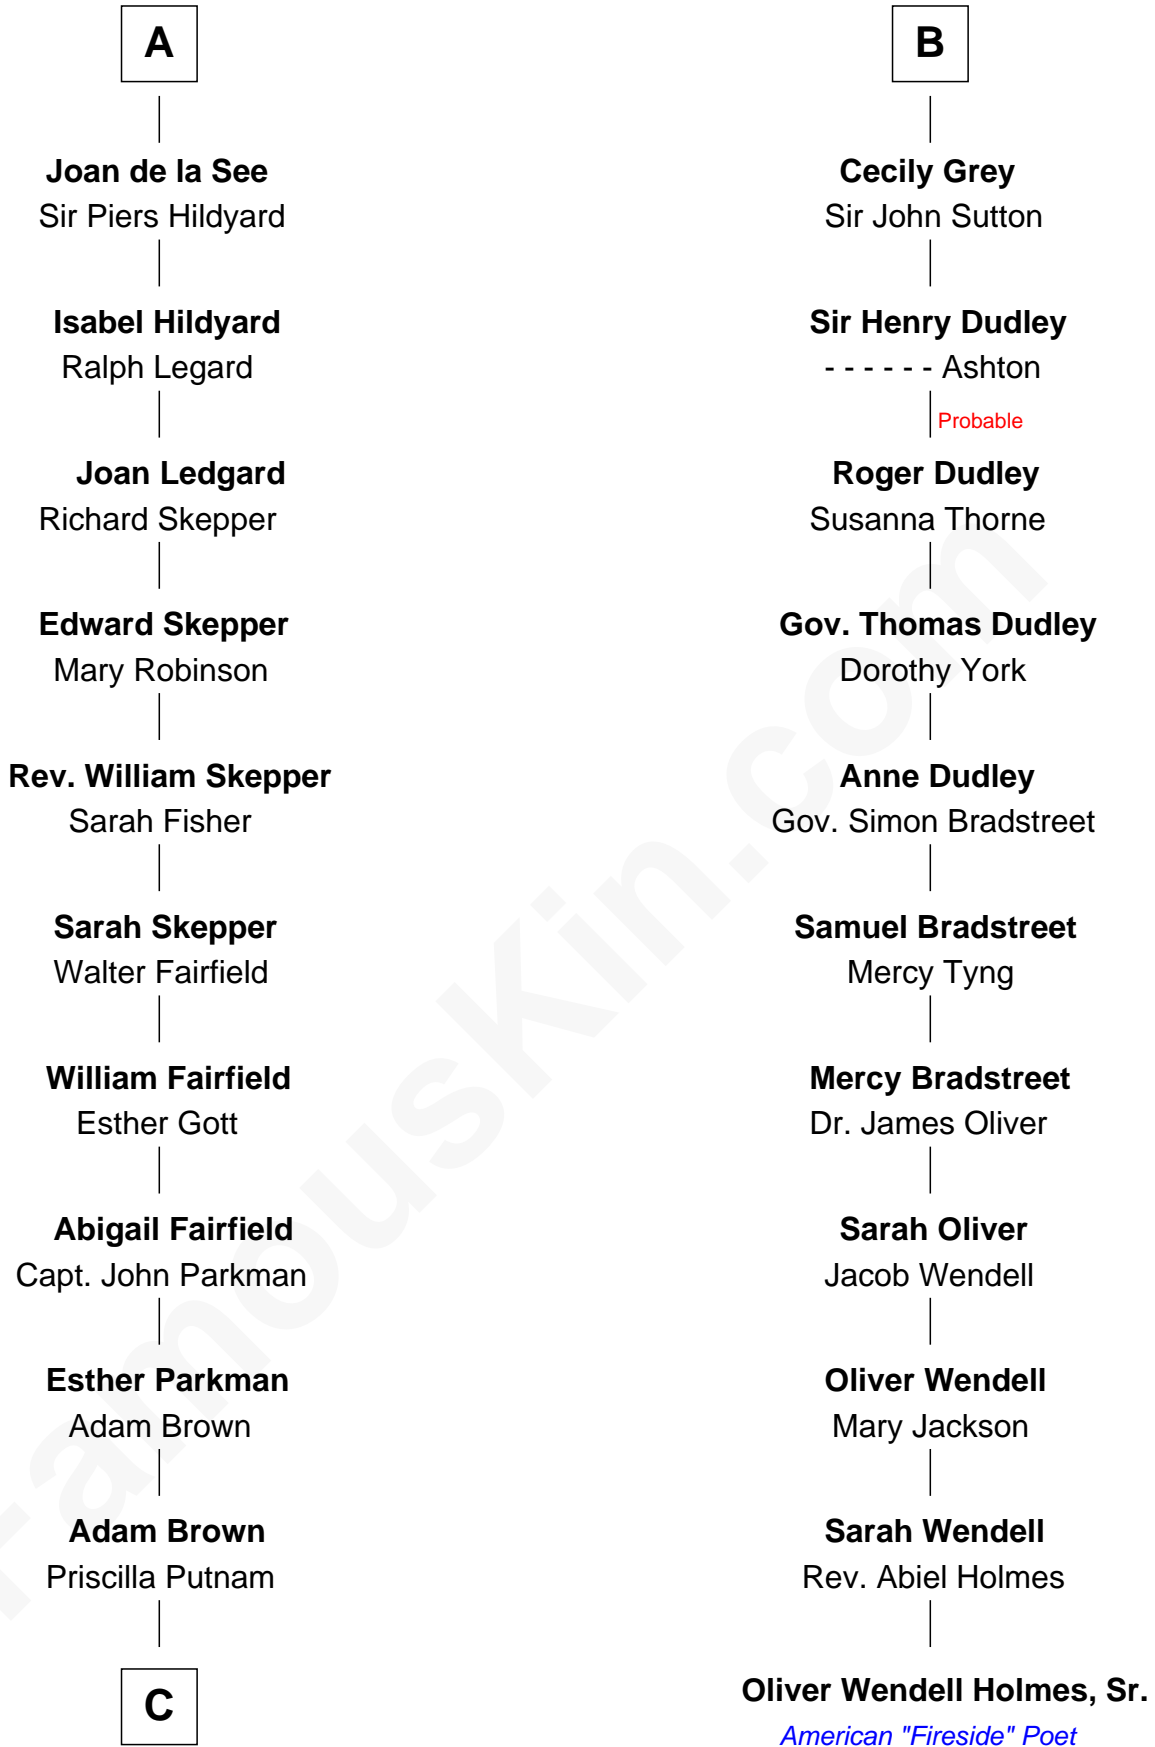 A
Joan de la See
Sir Piers Hildyard
Isabel Hildyard
Ralph Legard
Joan Ledgard
Richard Skepper
Edward Skepper
Mary Robinson
Rev. William Skepper
Sarah Fisher
Sarah Skepper
Walter Fairfield
William Fairfield
Esther Gott
Abigail Fairfield
Capt. John Parkman
Esther Parkman
Adam Brown
Adam Brown
Priscilla Putnam
C
B
Cecily Grey
Sir John Sutton
Sir Henry Dudley
- - - - - - Ashton
Probable
Roger Dudley
Susanna Thorne
Gov. Thomas Dudley
Dorothy York
Anne Dudley
Gov. Simon Bradstreet
Samuel Bradstreet
Mercy Tyng
Mercy Bradstreet
Dr. James Oliver
Sarah Oliver
Jacob Wendell
Oliver Wendell
Mary Jackson
Sarah Wendell
Rev. Abiel Holmes
Oliver Wendell Holmes, Sr.
American "Fireside" Poet
FamousKin.com